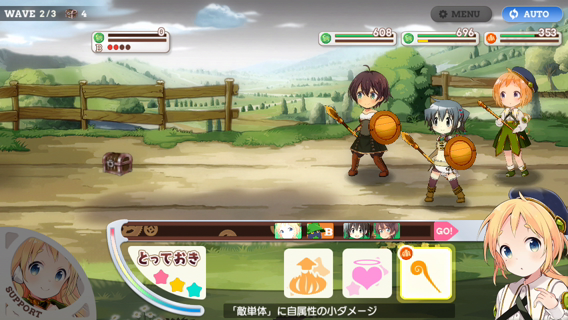 WAVE 2/3 4
MENU
AUTO
0
B
608
696
353
B
GO!
とっておき
SUPPORT
「敵単体」に自属性の小ダメージ